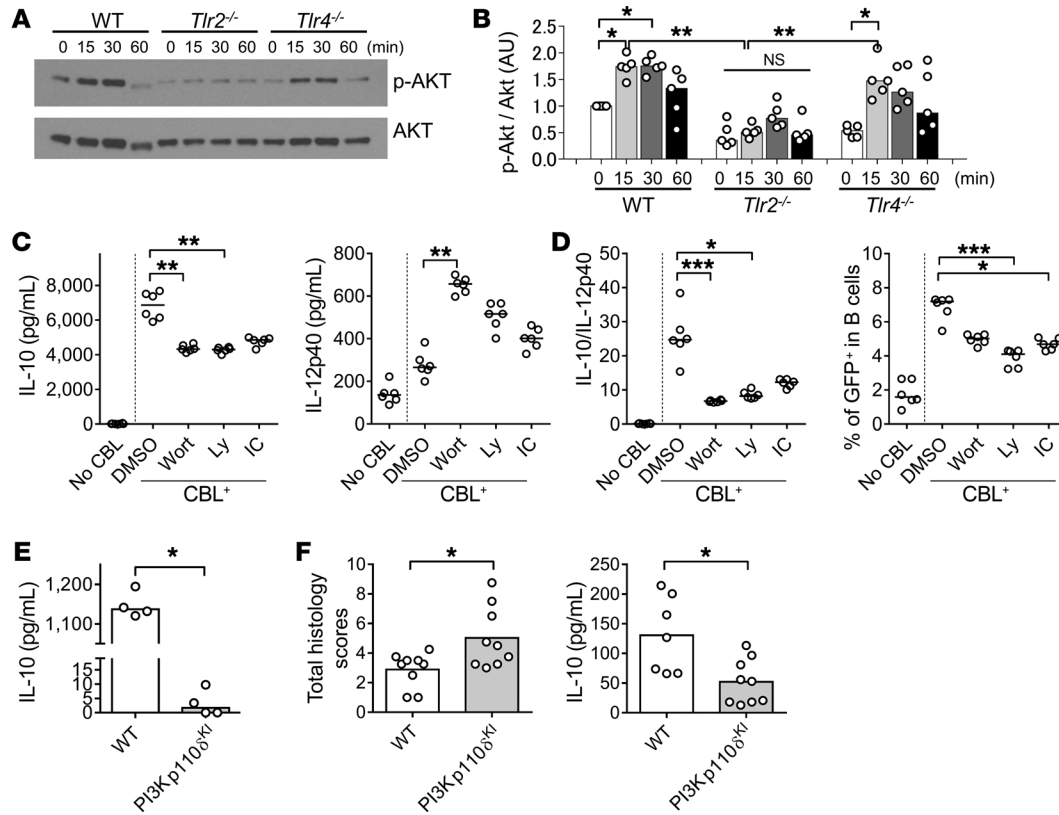 A
WT Tlr2-/- Tlr4-/-
0 15 30 60 0 15 30 60 0 15 30 60 (min)
p-AKT
AKT
B
p-Akt / Akt (AU)
2.5
2.0
1.5
1.0
0.5
0.0
* * ** ** *
NS
0 15 30 60 0 15 30 60 0 15 30 60 (min)
WT Tlr2-/- Tlr4-/-
C
IL-10 (pg/mL)
8,000
6,000
4,000
2,000
0
**
**
No CBL DMSO Wort Ly IC
CBL+
IL-12p40 (pg/mL)
800
600
400
200
0
**
No CBL DMSO Wort Ly IC
CBL+
D
IL-10/IL-12p40
50
40
30
20
10
0
*
***
No CBL DMSO Wort Ly IC
CBL+
% of GFP+ in B cells
10
8
6
4
2
0
***
*
No CBL DMSO Wort Ly IC
CBL+
E
IL-10 (pg/mL)
1,200
1,100
15
10
5
0
*
WT PI3Kp110δKI
F
Total histology
scores
10
8
6
4
2
0
*
WT PI3Kp110δKI
IL-10 (pg/mL)
250
200
150
100
50
0
*
WT PI3Kp110δKI